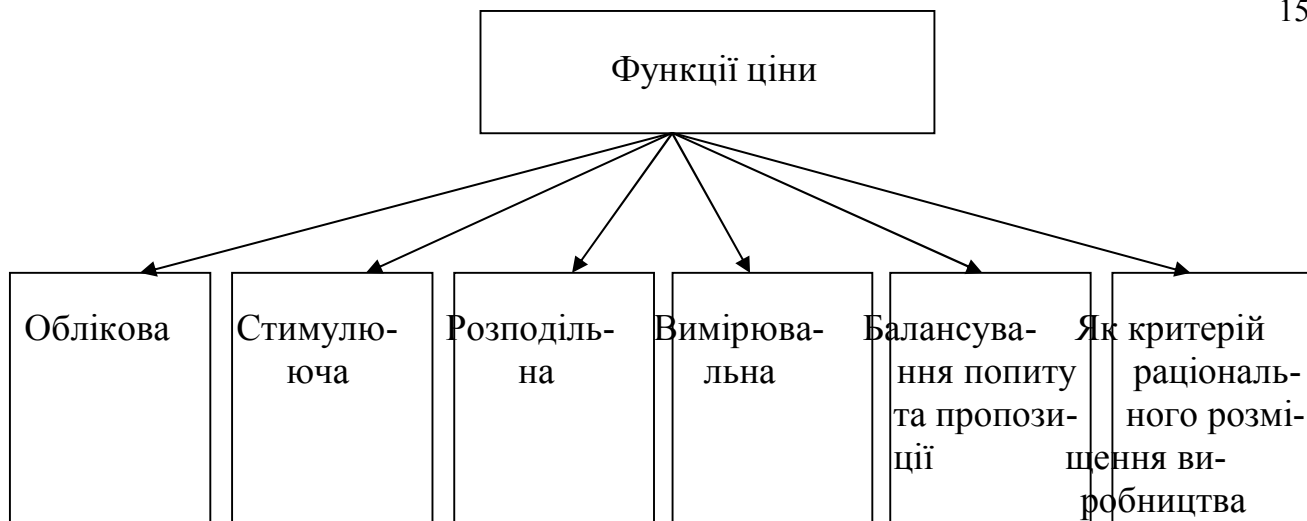 15
Функції ціни
Облікова
Стимулю-
юча
Розподіль-
на
Вимірюва-
льна
Балансува-
ння попиту
та пропози-
ції
Як критерій
раціональ-
ного розмі-
щення ви-
робництва